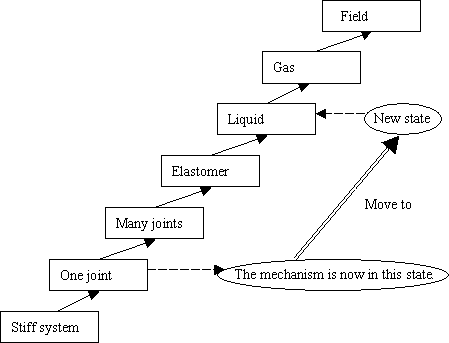 Field
Gas
Liquid
New state
Elastomer
Move to
Many joints
One joint
The mechanism is now in this state
Stiff system